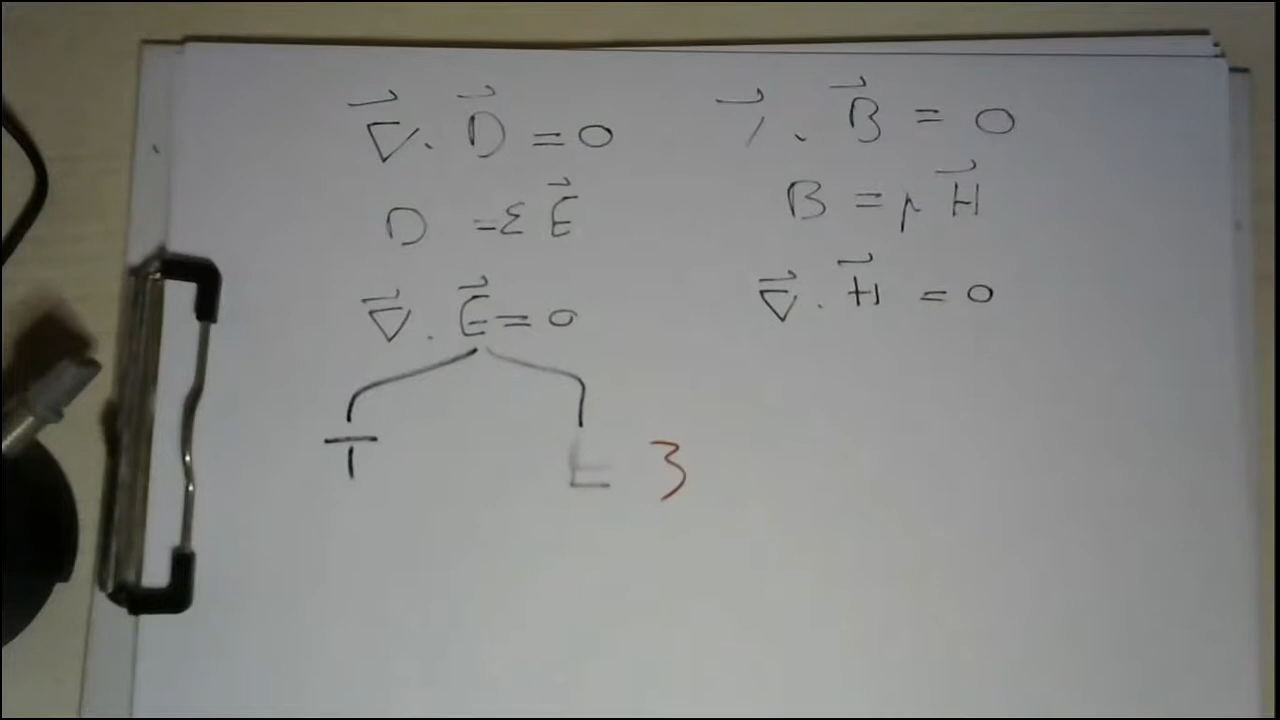 ∇⃗ . D⃗ = 0
D = ε E⃗
∇⃗ . E⃗ = 0
T L 3
. B⃗ = 0
B = μ H⃗
∇⃗ . H⃗ = 0